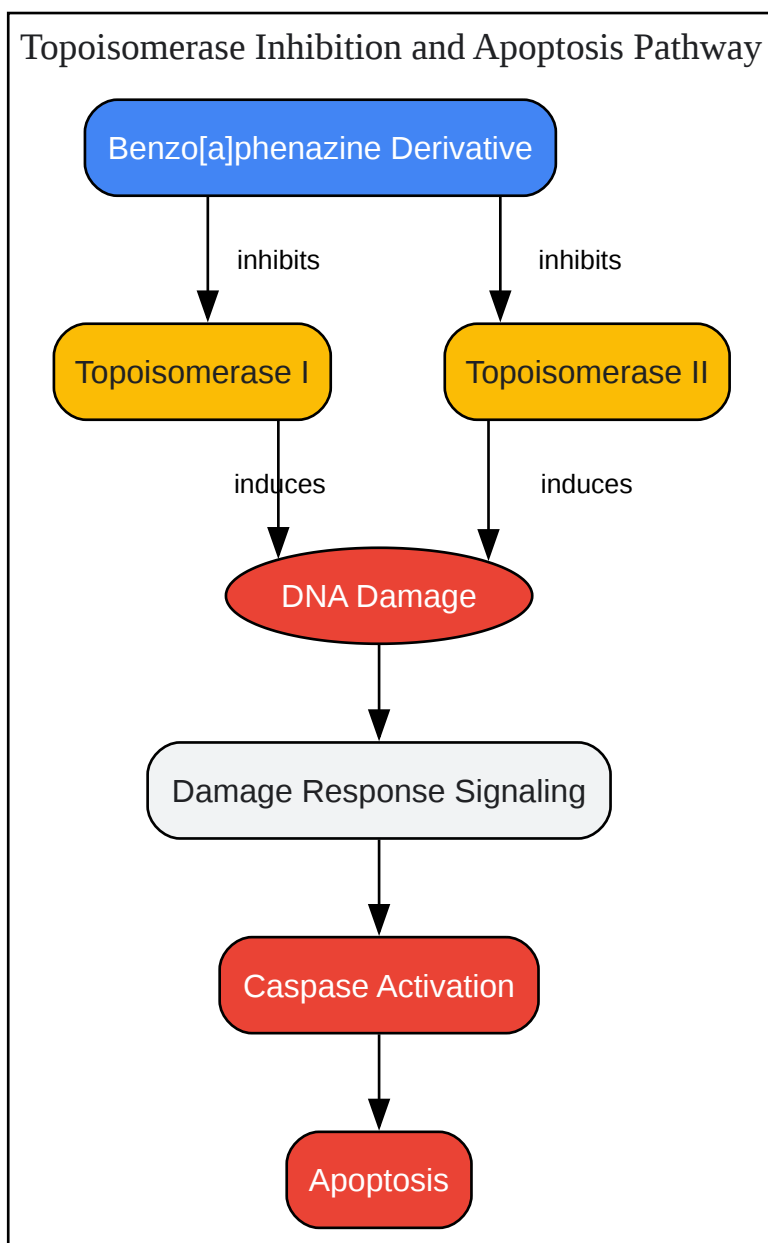 Topoisomerase Inhibition and Apoptosis Pathway
Benzo[a]phenazine Derivative
inhibits
inhibits
Topoisomerase I
Topoisomerase II
induces
induces
DNA Damage
Damage Response Signaling
Caspase Activation
Apoptosis